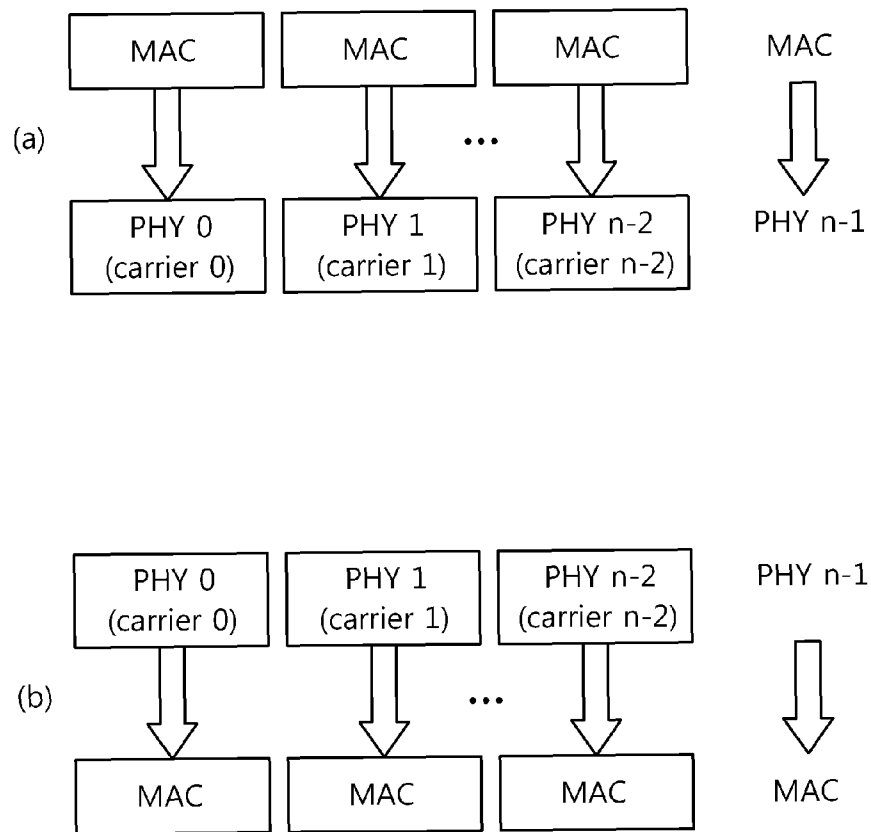 MAC MAC MAC MAC
(a)
...
PHY 0 PHY 1 PHY n-2 PHY n-1
(carrier 0) (carrier 1) (carrier n-2)
PHY 0 PHY 1 PHY n-2 PHY n-1
(carrier 0) (carrier 1) (carrier n-2)
(b)
...
MAC MAC MAC MAC